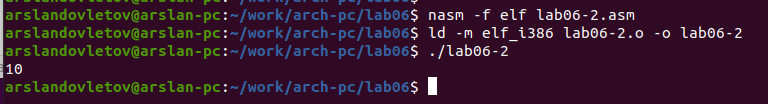 arslandovletov@arslan-pc:~/work/arch-pc/lab06$ nasm -f elf lab06-2.asm
arslandovletov@arslan-pc:~/work/arch-pc/lab06$ ld -m elf_i386 lab06-2.o -o lab06-2
arslandovletov@arslan-pc:~/work/arch-pc/lab06$ ./lab06-2
10
arslandovletov@arslan-pc:~/work/arch-pc/lab06$